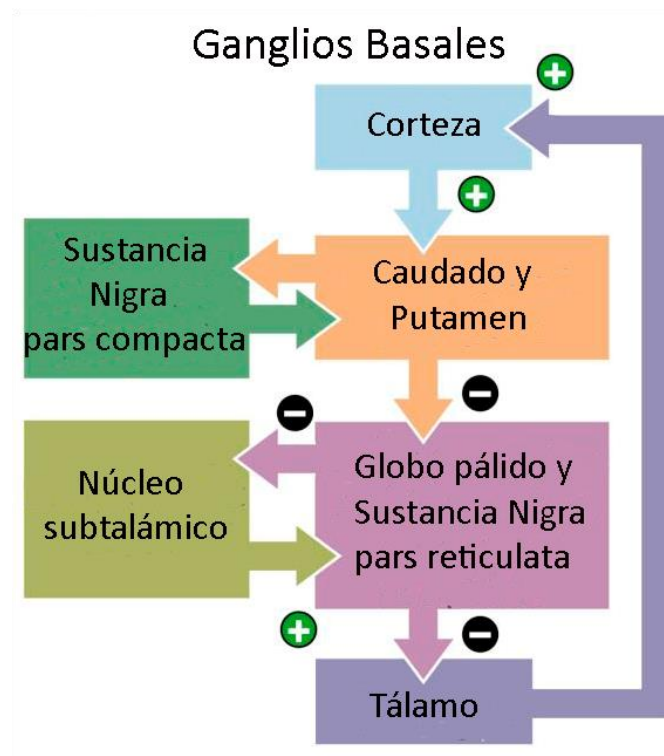 Ganglios Basales
Corteza
Sustancia
Nigra
pars compacta
Caudado y
Putamen
Núcleo
subtalámico
Globo pálido y
Sustancia Nigra
pars reticulata
Tálamo